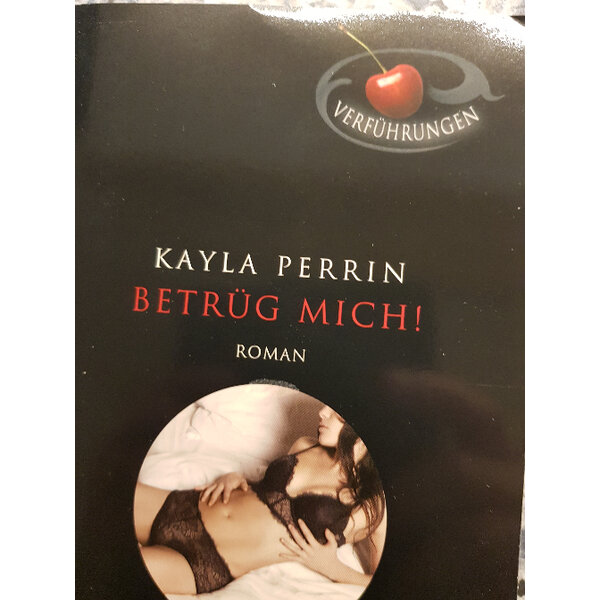 VERFÜHRUNGEN
KAYLA PERRIN
BETRÜG MICH!
ROMAN